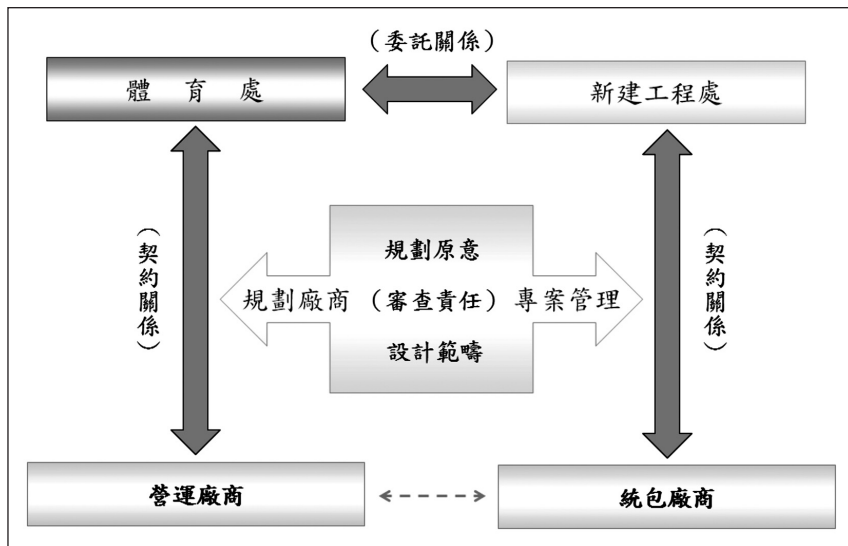 （委託關係）
體 育 處
新建工程處
（契約關係）
規劃原意
規劃廠商 （審查責任） 專案管理
設計範疇
（契約關係）
營運廠商
統包廠商